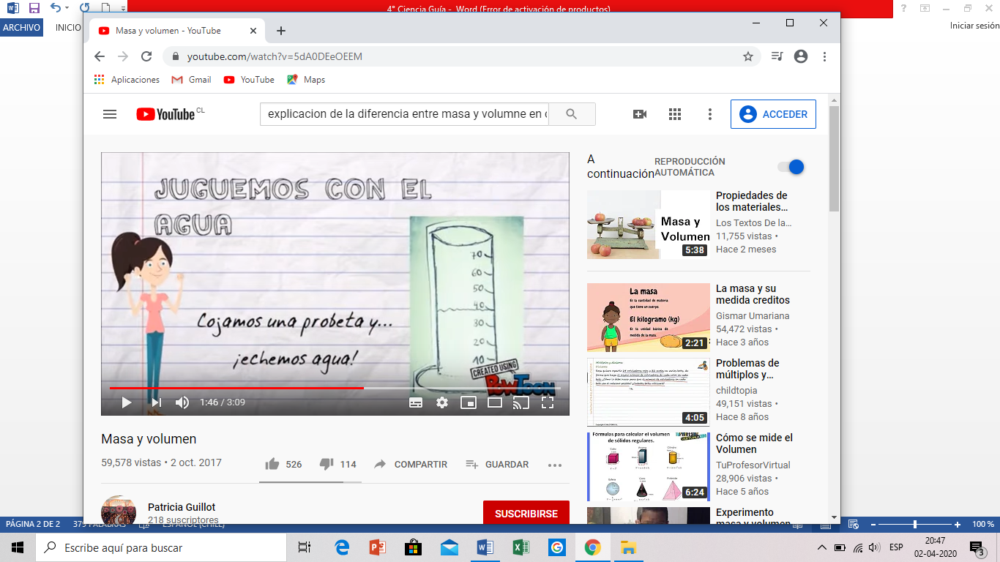 4° Ciencia Guía - Word (Error de activación de productos)
ARCHIVO
INICIO
Iniciar sesión
Masa y volumen - YouTube
youtube.com/watch?v=5dA0DEeOEEM
Aplicaciones
Gmail
YouTube
Maps
YouTube CL
explicacion de la diferencia entre masa y volumne en
ACCEDER
JUGUEMOS CON EL
AGUA
70
60
50
40
30
20
10
Cojamos una probeta y...
¡echemos agua!
CREATED USING
POWTOON
1:46 / 3:09
Masa y volumen
59,578 vistas • 2 oct. 2017
526
114
COMPARTIR
GUARDAR
Patricia Guillot
218 suscriptores
SUSCRIBIRSE
A
continuación
REPRODUCCIÓN
AUTOMÁTICA
Masa y
Volumen
5:38
Propiedades de
los materiales...
Los Textos De la...
11,755 vistas •
Hace 2 meses
La masa
Es la cantidad de materia
que tiene un cuerpo.
El kilogramo (kg)
Es la unidad básica de
medida de la masa.
2:21
La masa y su
medida creditos
Gismar Umariana
54,472 vistas •
Hace 3 años
4:05
Problemas de
múltiplos y...
childtopia
49,151 vistas •
Hace 8 años
Fórmulas para calcular el volumen
de sólidos regulares.
6:24
Cómo se mide el
Volumen
TuProfesorVirtual
28,906 vistas •
Hace 5 años
Experimento
masa y volumen
PÁGINA 2 DE 2
100 %
Escribe aquí para buscar
ESP
20:47
02-04-2020
3